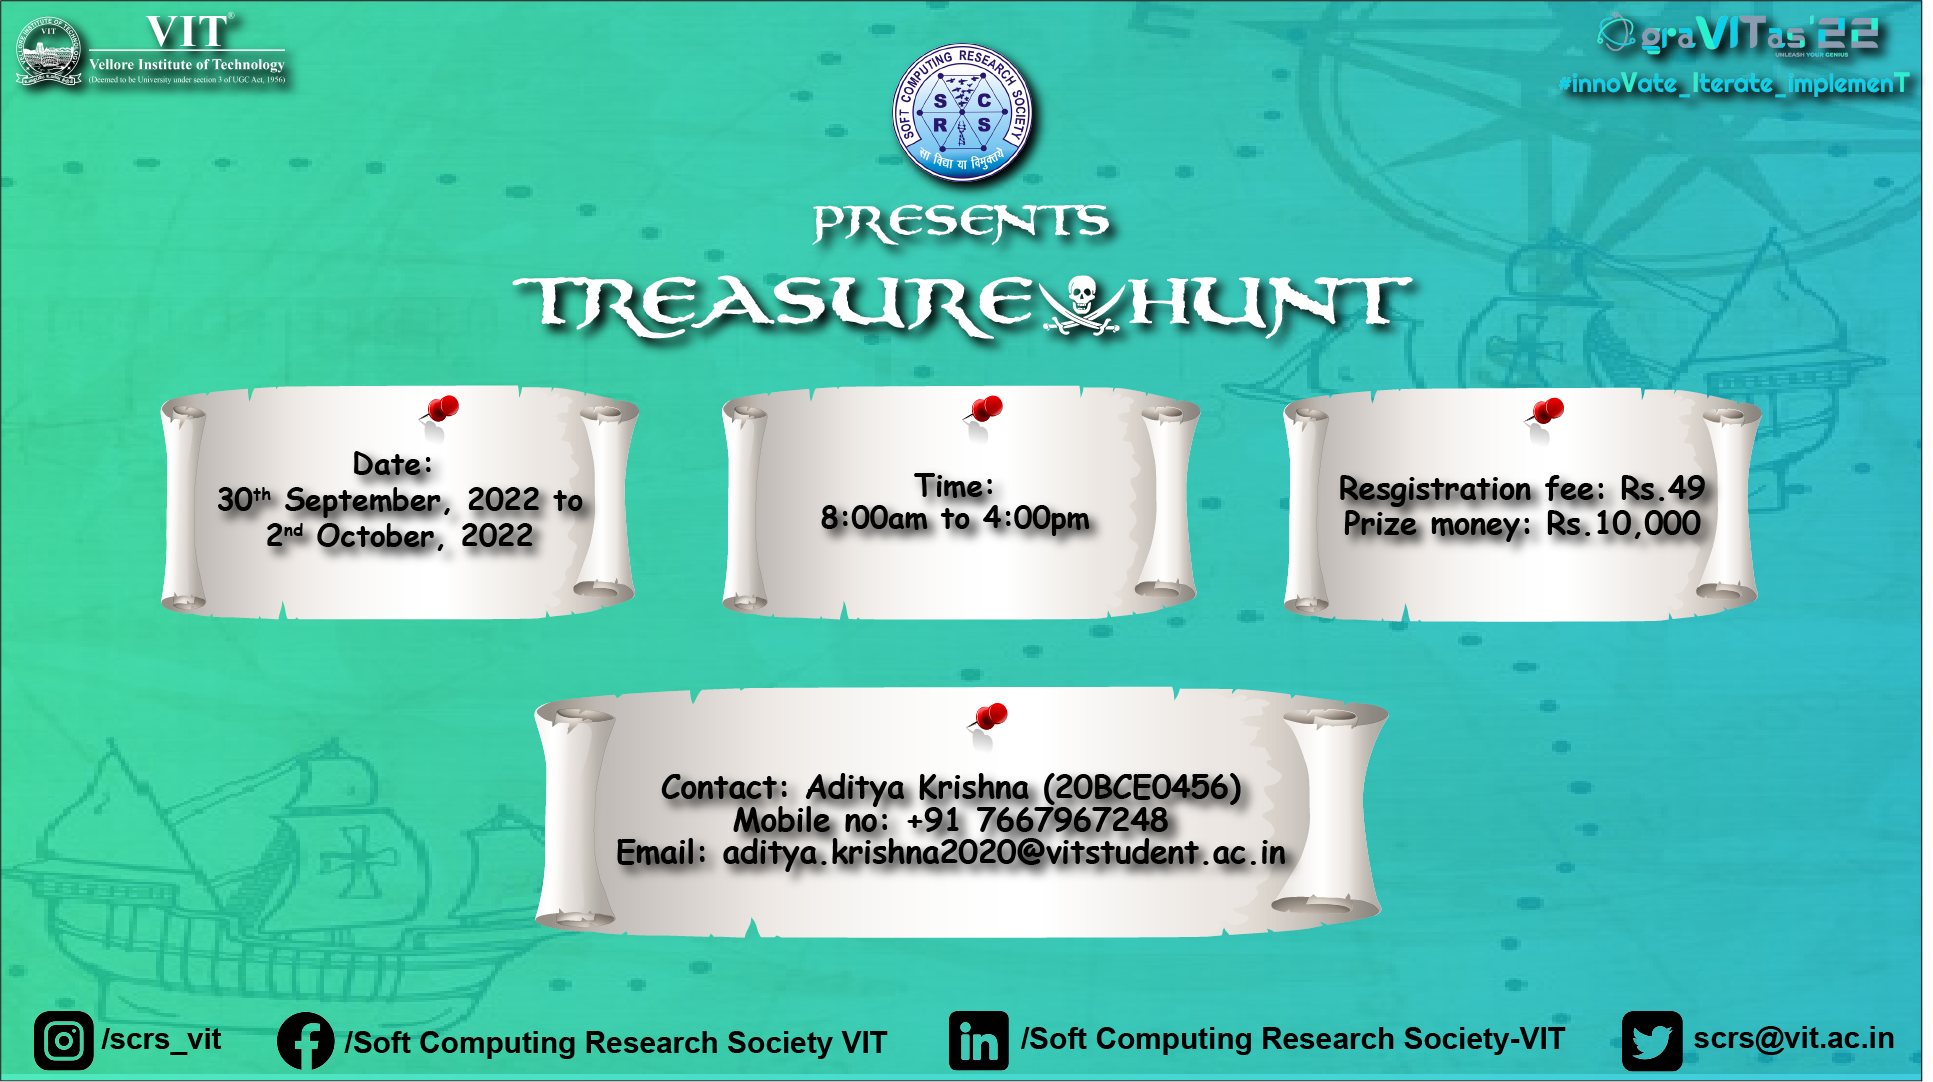 VIT®
Vellore Institute of Technology
(Deemed to be University under section 3 of UGC Act, 1956)
graVITas'22
UNLEASH YOUR GENIUS
#innoVate_Iterate_implemenT
SOFT COMPUTING RESEARCH SOCIETY
S C
R S
सा विद्या या विमुक्तये
PRESENTS
TREASURE HUNT
Date:
30th September, 2022 to
2nd October, 2022
Time:
8:00am to 4:00pm
Resgistration fee: Rs.49
Prize money: Rs.10,000
Contact: Aditya Krishna (20BCE0456)
Mobile no: +91 7667967248
Email: aditya.krishna2020@vitstudent.ac.in
/scrs_vit
/Soft Computing Research Society VIT
/Soft Computing Research Society-VIT
scrs@vit.ac.in